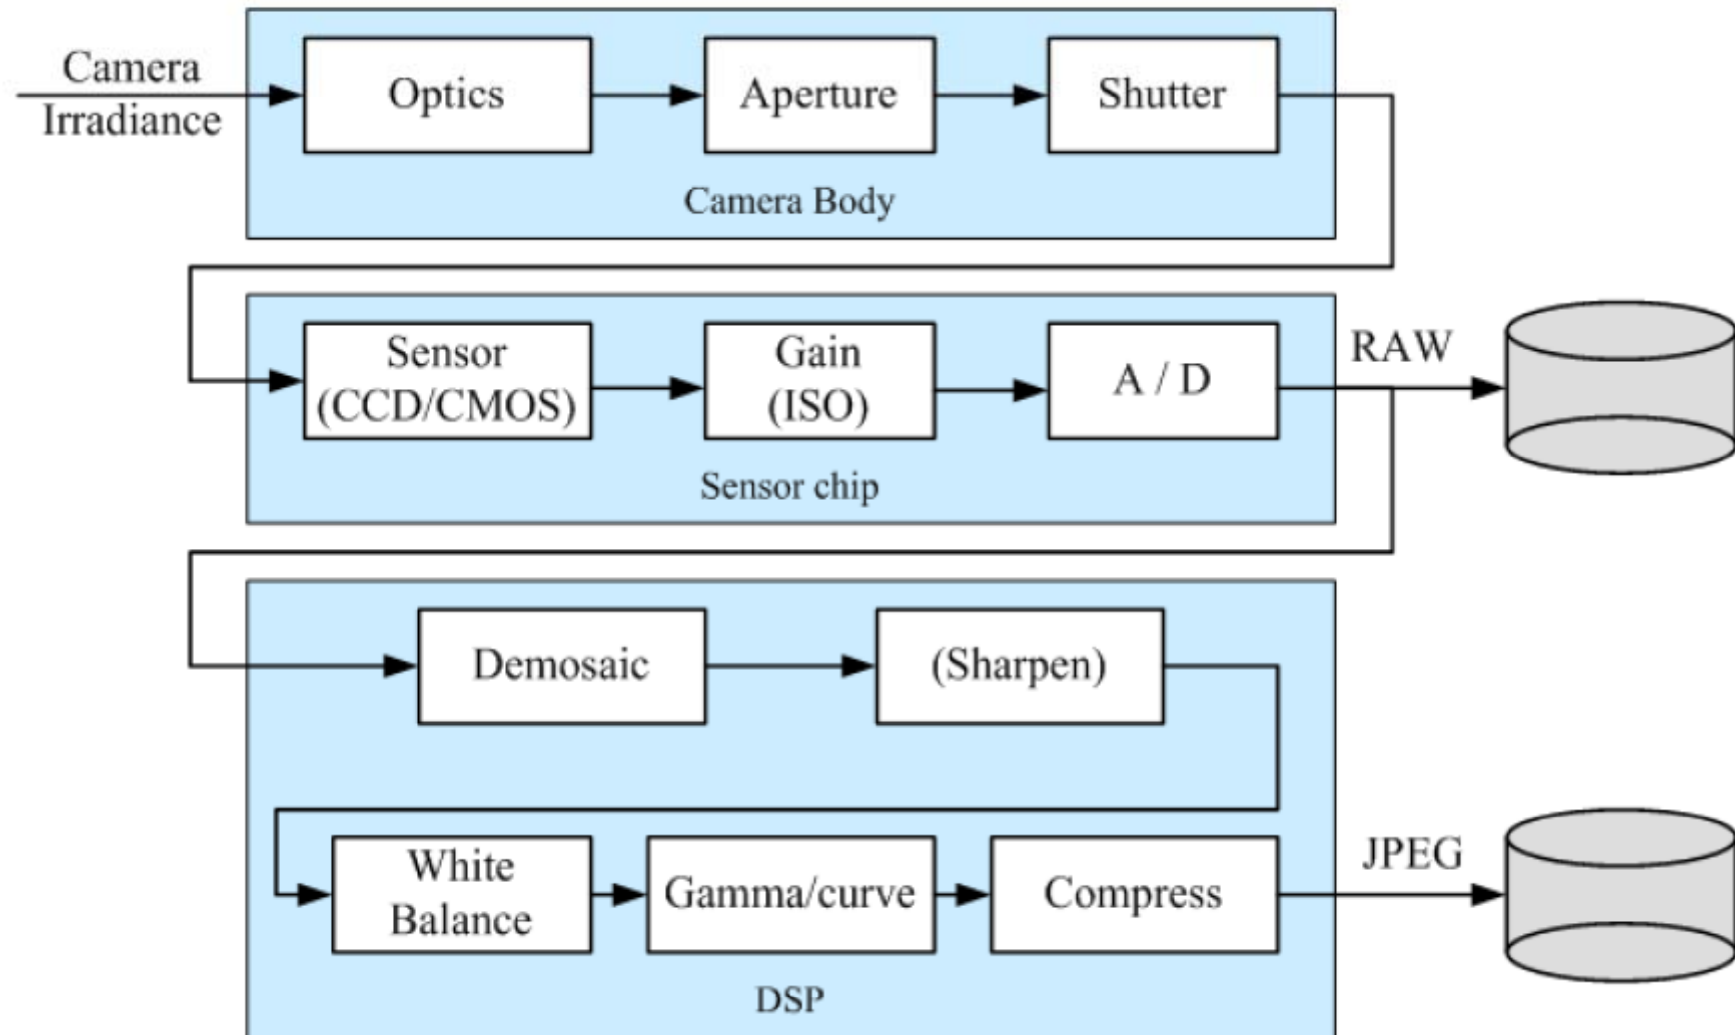 Camera
Irradiance
Optics
Aperture
Shutter
Camera Body
Sensor
(CCD/CMOS)
Gain
(ISO)
A / D
RAW
Sensor chip
Demosaic
(Sharpen)
White
Balance
Gamma/curve
Compress
JPEG
DSP